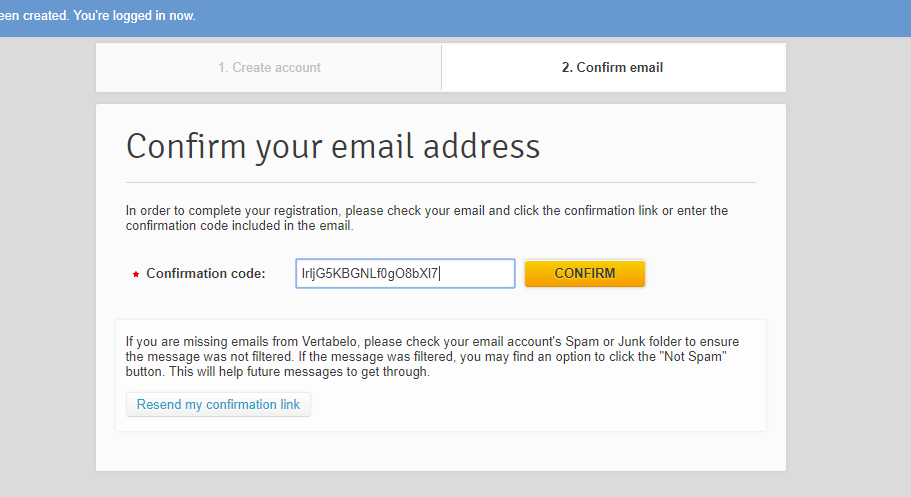 een created. You're logged in now.
1. Create account
2. Confirm email
Confirm your email address
In order to complete your registration, please check your email and click the confirmation link or enter the
confirmation code included in the email.
★ Confirmation code:
CONFIRM
If you are missing emails from Vertabelo, please check your email account's Spam or Junk folder to ensure
the message was not filtered. If the message was filtered, you may find an option to click the "Not Spam"
button. This will help future messages to get through.
Resend my confirmation link